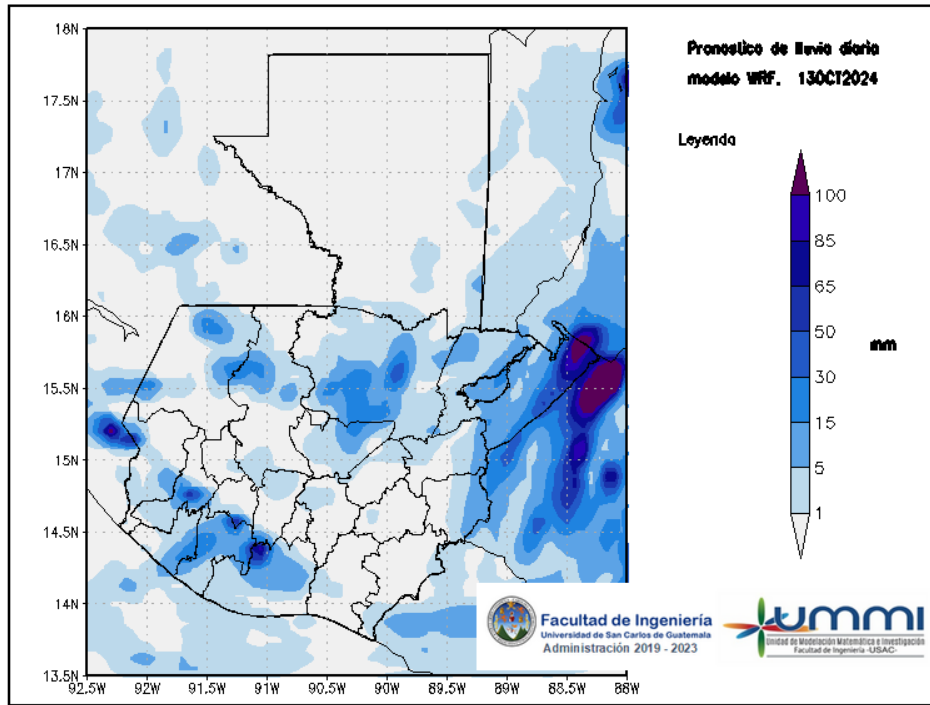 Pronostico de lluvia diaria
modelo WRF. 13OCT2024
Leyenda
100
85
65
50
30
15
5
1
mm
18N
17.5N
17N
16.5N
16N
15.5N
15N
14.5N
14N
13.5N
92.5W
92W
91.5W
91W
90.5W
90W
89.5W
89W
88.5W
88W
Facultad de Ingeniería
Universidad de San Carlos de Guatemala
Administración 2019 - 2023
ummi
Unidad de Modelación Matemática e Investigación
Facultad de Ingeniería -USAC-